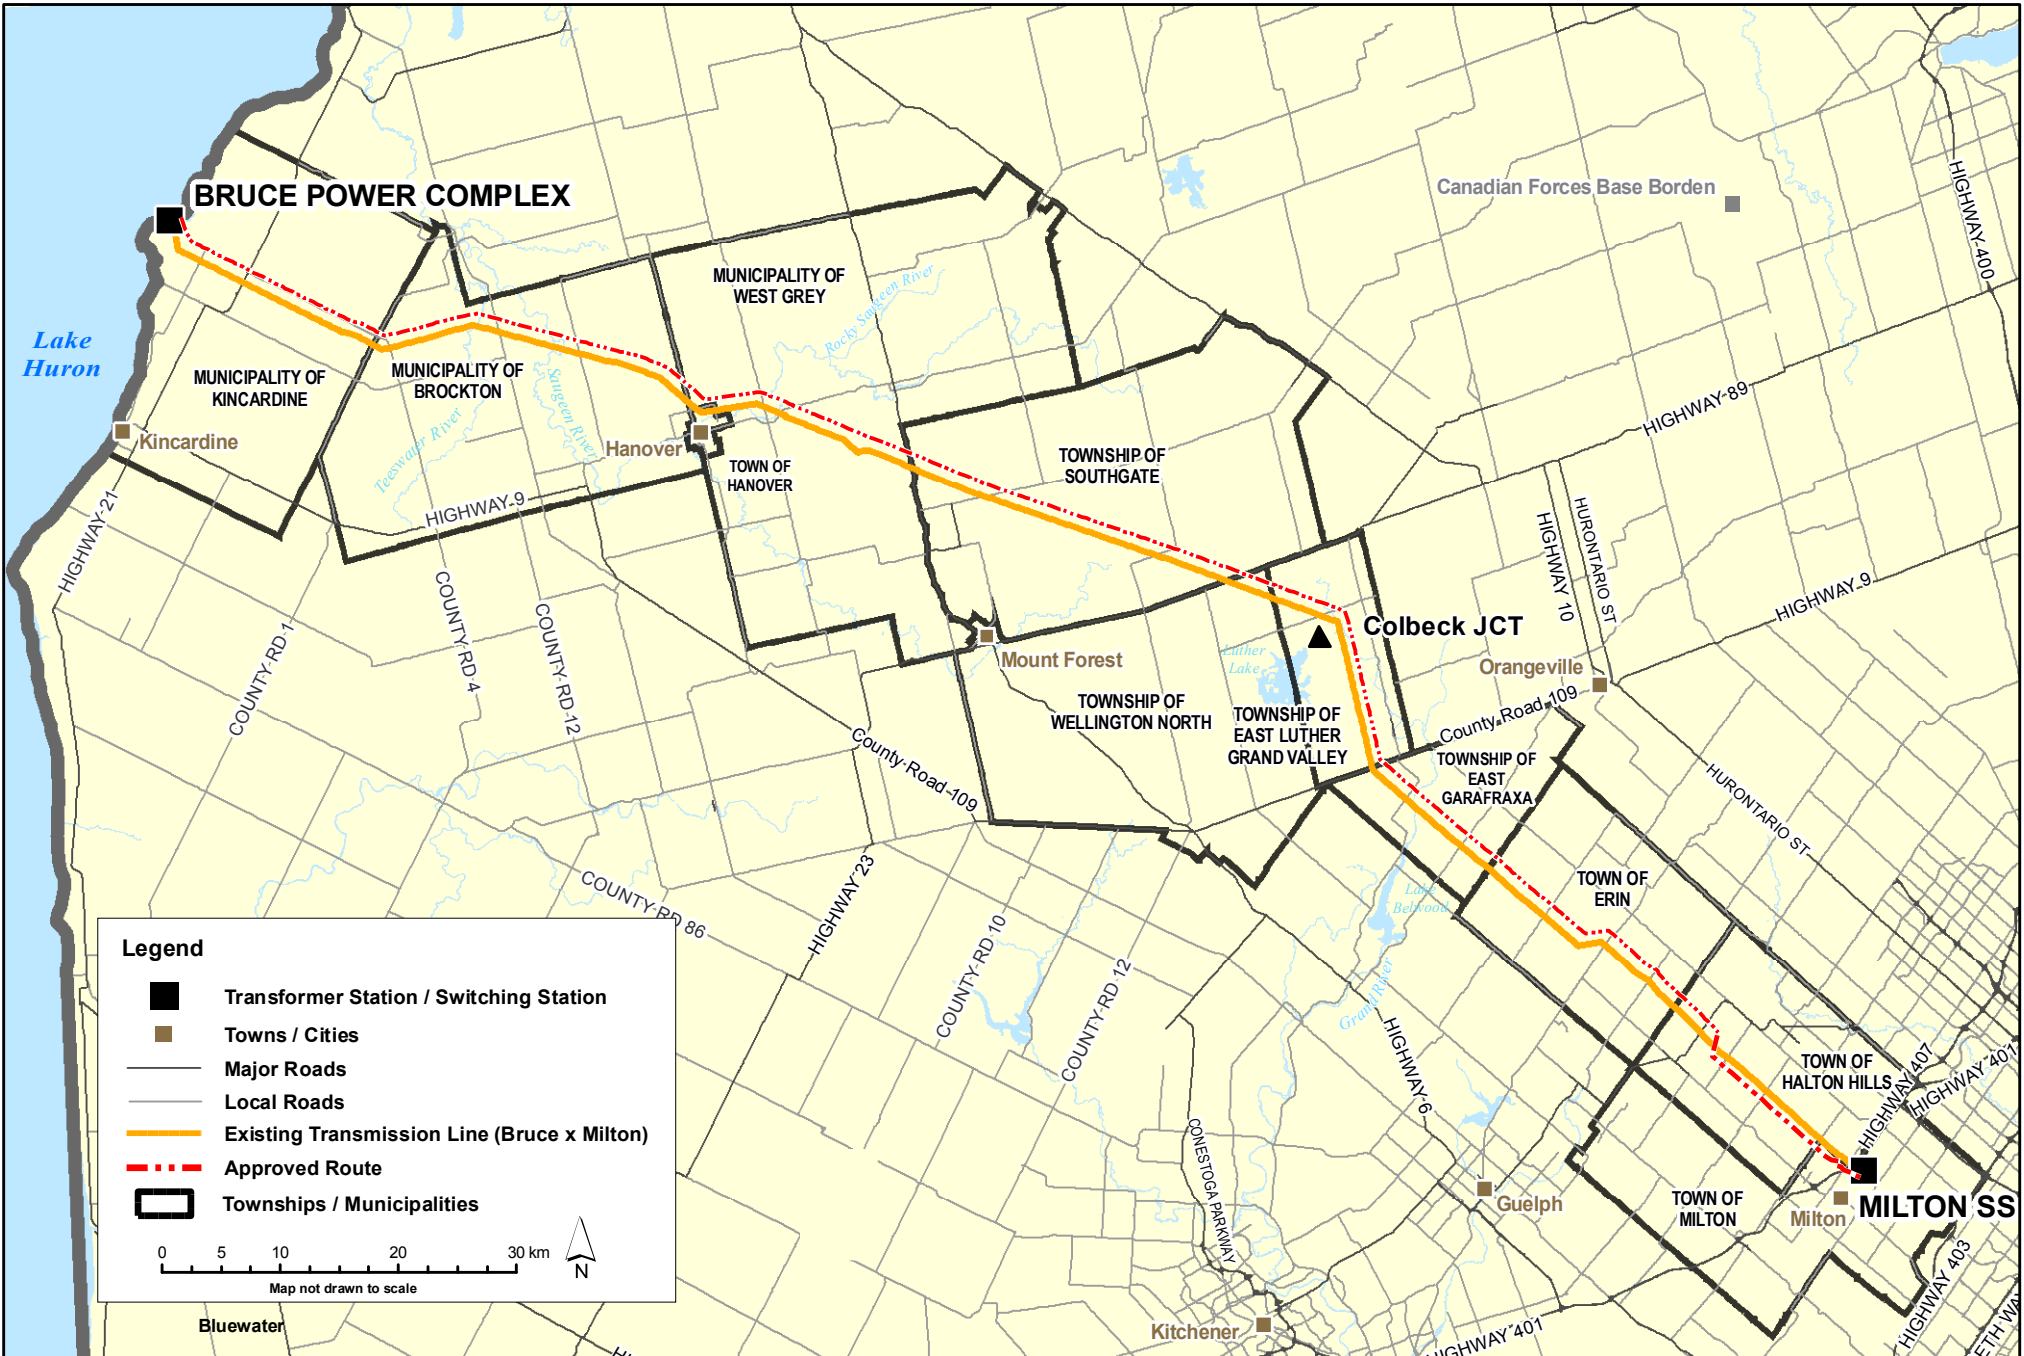 BRUCE POWER COMPLEX
Canadian Forces Base Borden
HIGHWAY 400
Lake
Huron
MUNICIPALITY OF
WEST GREY
Rocky Saugeen River
MUNICIPALITY OF
KINCARDINE
MUNICIPALITY OF
BROCKTON
Saugeen River
Teeswater River
HIGHWAY 89
Kincardine
Hanover
TOWN OF
HANOVER
TOWNSHIP OF
SOUTHGATE
HIGHWAY 21
HIGHWAY 9
HIGHWAY 10
HURONTARIO ST
HIGHWAY 9
COUNTY RD 1
COUNTY RD 4
COUNTY RD 12
Mount Forest
Luther
Lake
Colbeck JCT
Orangeville
TOWNSHIP OF
WELLINGTON NORTH
TOWNSHIP OF
EAST LUTHER
GRAND VALLEY
County Road 109
County Road 109
TOWNSHIP OF
EAST
GARAFRAXA
HURONTARIO ST
COUNTY RD 86
HIGHWAY 23
COUNTY RD 10
COUNTY RD 12
Lake
Belwood
Grand River
TOWN OF
ERIN
HIGHWAY 6
CONESTOGA PARKWAY
TOWN OF
HALTON HILLS
HIGHWAY 407
HIGHWAY 401
Guelph
TOWN OF
MILTON
Milton
MILTON SS
HIGHWAY 403
Kitchener
HIGHWAY 401
Legend
Transformer Station / Switching Station
Towns / Cities
Major Roads
Local Roads
Existing Transmission Line (Bruce x Milton)
Approved Route
Townships / Municipalities
0 5 10 20 30 km
N
Map not drawn to scale
Bluewater